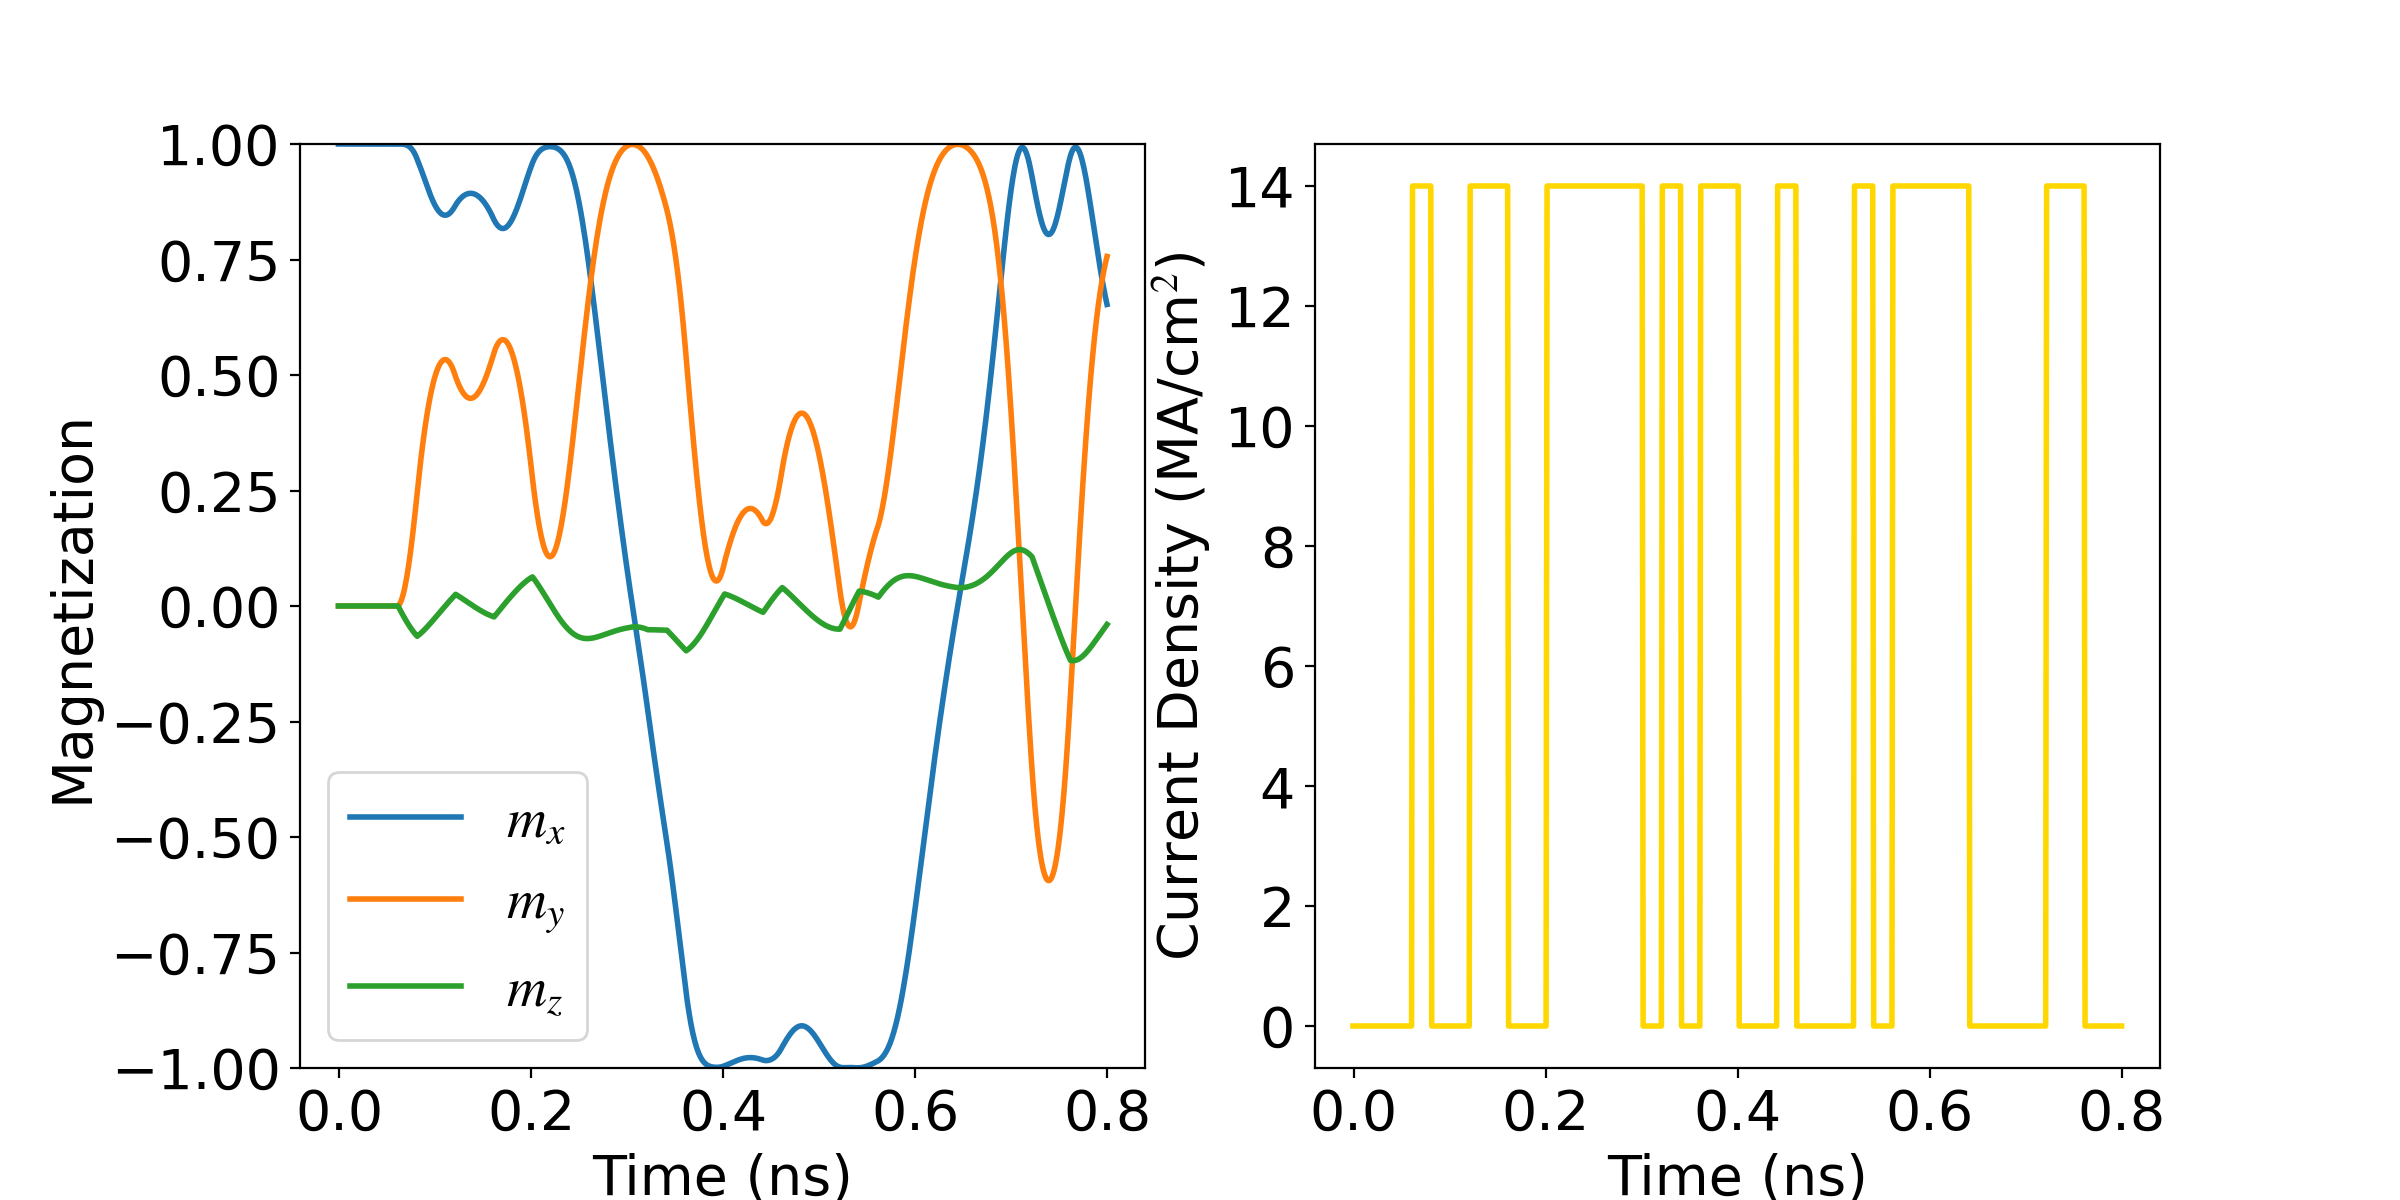 1.00
0.75
0.50
0.25
0.00
−0.25
−0.50
−0.75
−1.00
Magnetization
m_x
m_y
m_z
0.0 0.2 0.4 0.6 0.8
Time (ns)
14
12
10
8
6
4
2
0
Current Density (MA/cm²)
0.0 0.2 0.4 0.6 0.8
Time (ns)